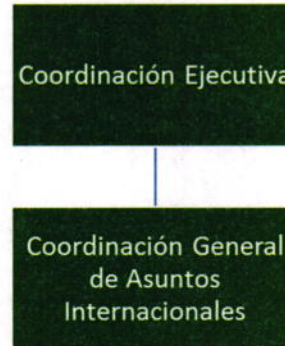 Coordinación Ejecutiva
Coordinación General
de Asuntos
Internacionales